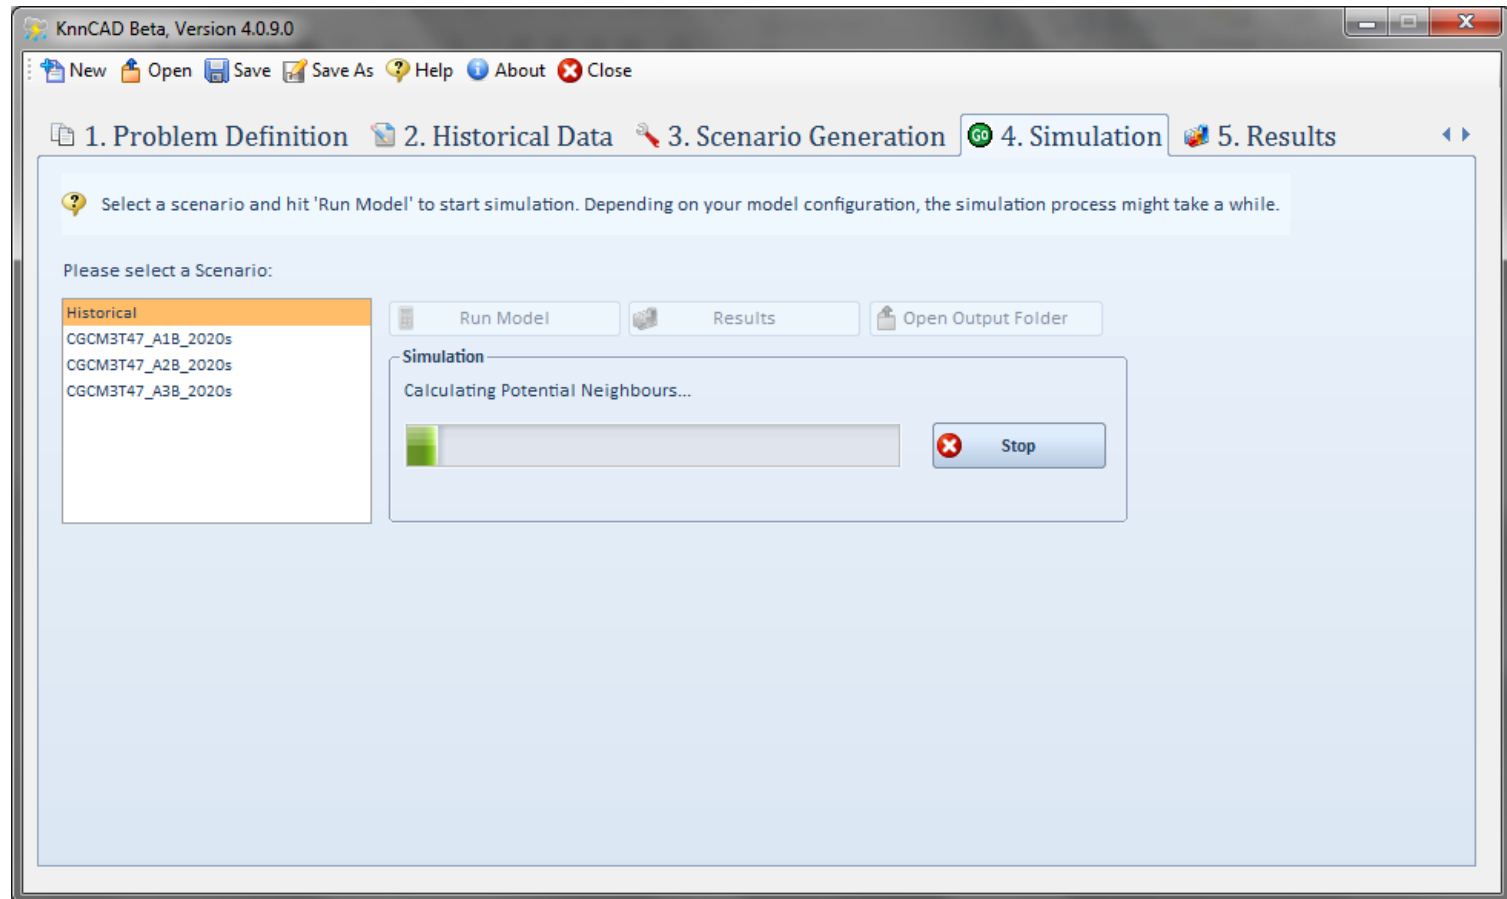 KnnCAD Beta, Version 4.0.9.0
New Open Save Save As Help About Close
1. Problem Definition 2. Historical Data 3. Scenario Generation GO 4. Simulation 5. Results
Select a scenario and hit 'Run Model' to start simulation. Depending on your model configuration, the simulation process might take a while.
Please select a Scenario:
Historical
CGCM3T47_A1B_2020s
CGCM3T47_A2B_2020s
CGCM3T47_A3B_2020s
Run Model Results Open Output Folder
Simulation
Calculating Potential Neighbours...
Stop